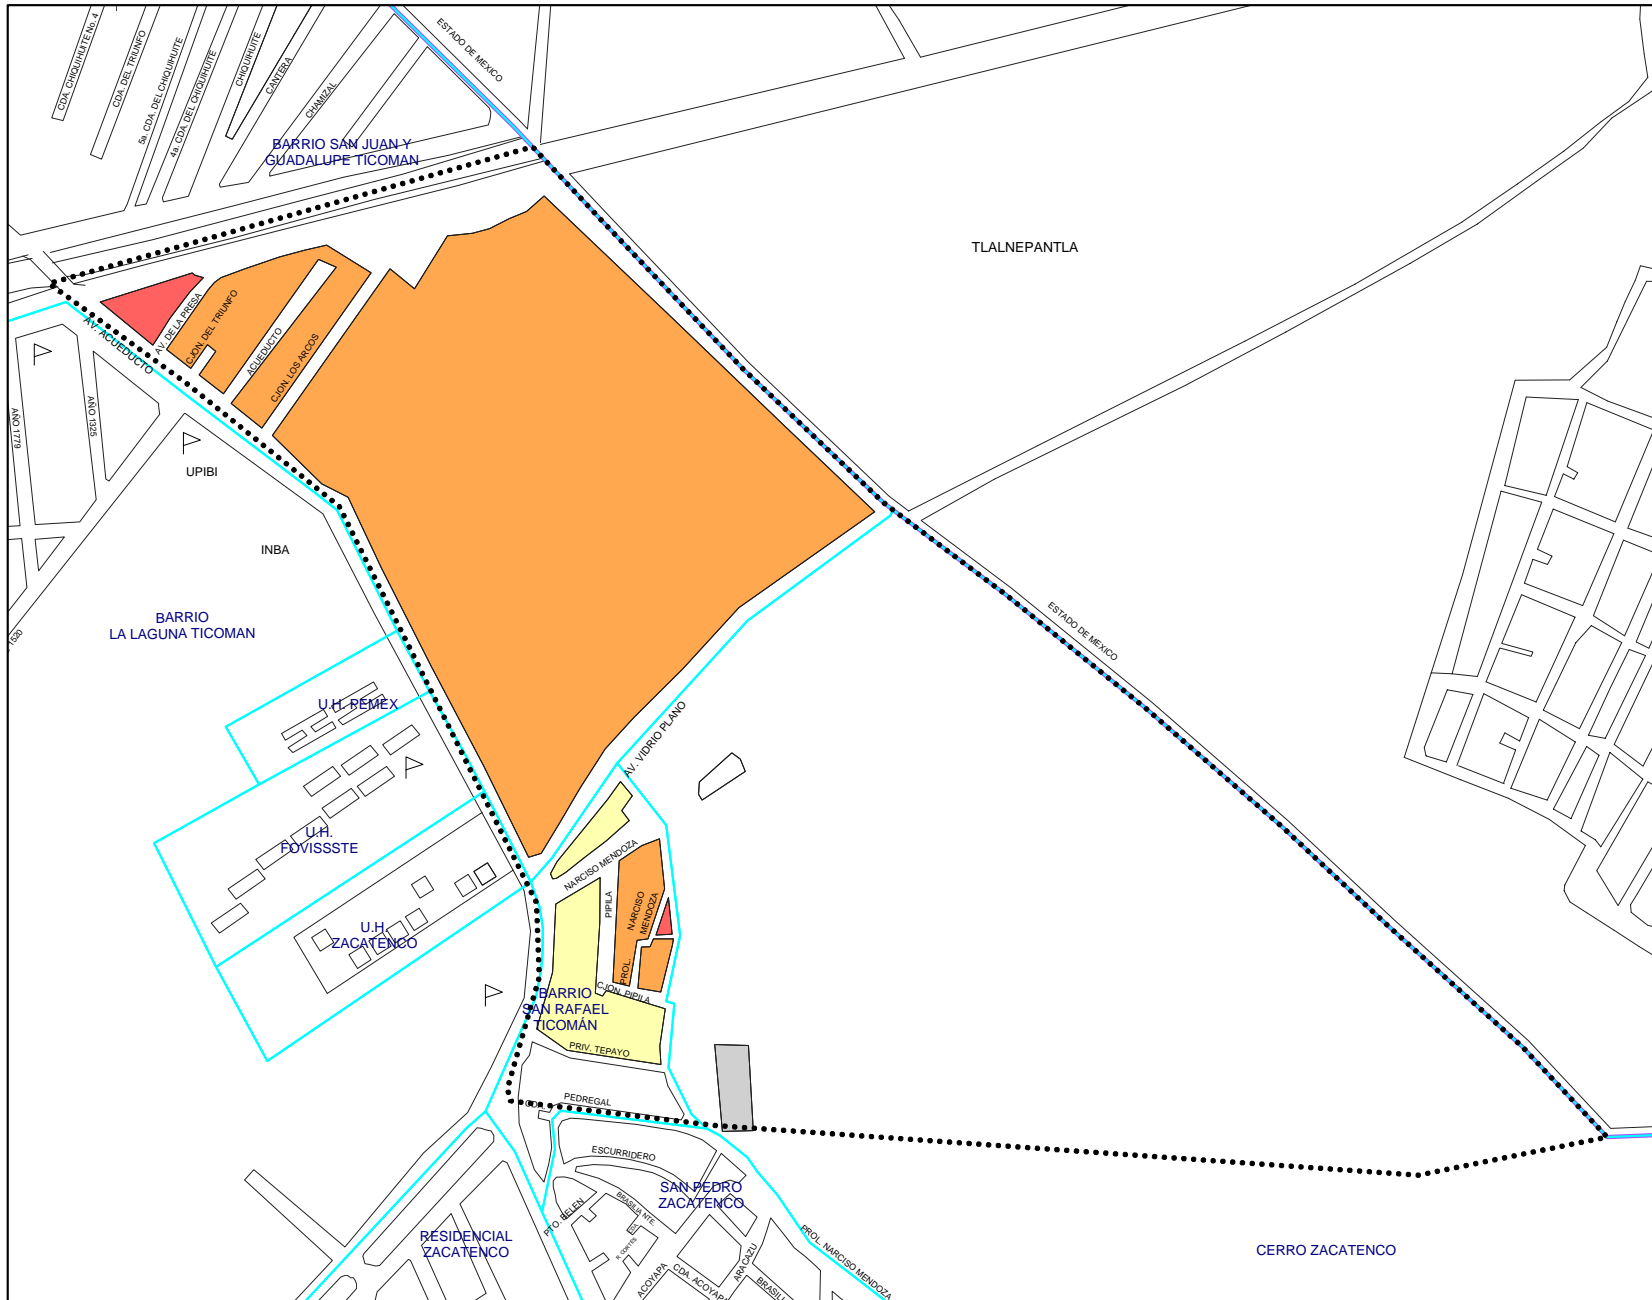 CDA. CHIQUIHUITE No. 4
CDA. DEL TRIUNFO
5a. CDA. DEL CHIQUIHUITE
4a. CDA. DEL CHIQUIHUITE
CHIQUIHUITE
CANTERA
CHAMIZAL
ESTADO DE MEXICO
BARRIO SAN JUAN Y
GUADALUPE TICOMAN
TLALNEPANTLA
AV. DE LA PRESA
CJON. DEL TRIUNFO
ACUEDUCTO
CJON. LOS ARCOS
AV. ACUEDUCTO
AÑO 1779
AÑO 1325
UPIBI
INBA
BARRIO
LA LAGUNA TICOMAN
1520
ESTADO DE MEXICO
U.H. PEMEX
AV. VIDRIO PLANO
U.H.
FOVISSSTE
NARCISO MENDOZA
PIPILA
PROL. NARCISO
MENDOZA
U.H.
ZACATENCO
CJON. PIPILA
BARRIO
SAN RAFAEL
TICOMÁN
PRIV. TEPAYO
CDA. PEDREGAL
ESCURRIDERO
SAN PEDRO
ZACATENCO
PTO. BELEN
BRASILIA NTE.
RESIDENCIAL
ZACATENCO
ACOYAPA
CDA. ACOYAPA
ARACAZU
BRASILI
PROL. NARCISO MENDOZA
CERRO ZACATENCO